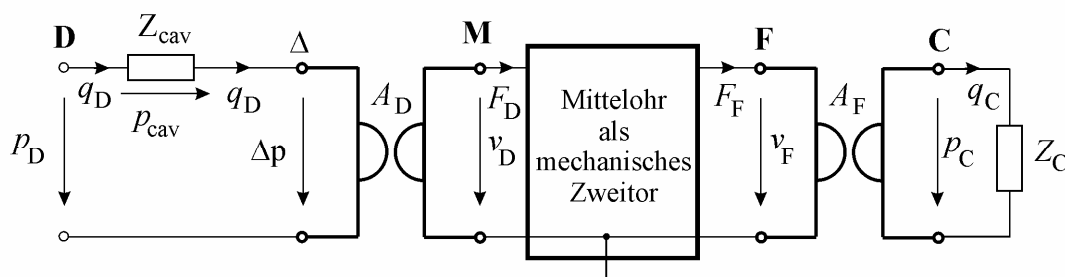 D Z_cav Δ M F C
q_D q_D A_D F_D Mittelohr F_F A_F q_C
p_cav als
p_D Δp v_D mechanisches v_F p_C Z_C
Zweitor